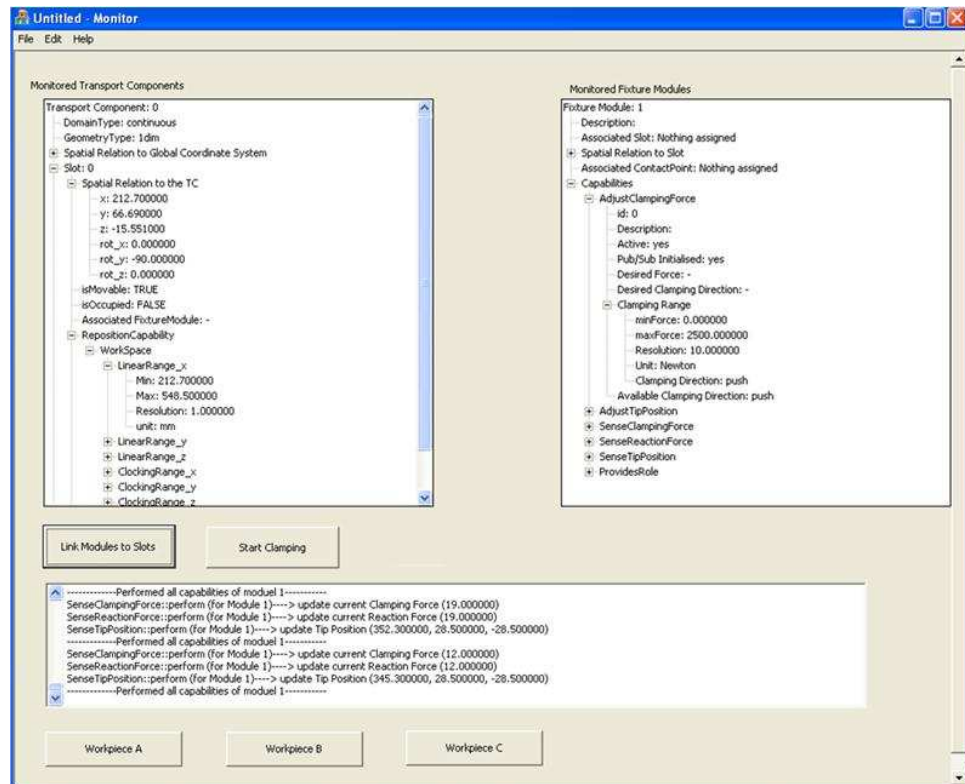 Untitled - Monitor
File Edit Help
Monitored Transport Components
Transport Component: 0
DomainType: continuous
GeometryType: 1dim
Spatial Relation to Global Coordinate System
Slot: 0
Spatial Relation to the TC
x: 212.700000
y: 66.690000
z: -15.551000
rot_x: 0.000000
rot_y: -90.000000
rot_z: 0.000000
isMovable: TRUE
isOccupied: FALSE
Associated FixtureModule: -
RepositionCapability
WorkSpace
LinearRange_x
Min: 212.700000
Max: 548.500000
Resolution: 1.000000
unit: mm
LinearRange_y
LinearRange_z
ClockingRange_x
ClockingRange_y
ClockingRange_z
Monitored Fixture Modules
Fixture Module: 1
Description:
Associated Slot: Nothing assigned
Spatial Relation to Slot
Associated ContactPoint: Nothing assigned
Capabilities
AdjustClampingForce
id: 0
Description:
Active: yes
Pub/Sub Initialised: yes
Desired Force: -
Desired Clamping Direction: -
Clamping Range
minForce: 0.000000
maxForce: 2500.000000
Resolution: 10.000000
Unit: Newton
Clamping Direction: push
Available Clamping Direction: push
AdjustTipPosition
SenseClampingForce
SenseReactionForce
SenseTipPosition
ProvidesRole
Link Modules to Slots
Start Clamping
-------------Performed all capabilities of moduel 1-----------
SenseClampingForce::perform (for Module 1)----> update current Clamping Force (19.000000)
SenseReactionForce::perform (for Module 1)----> update current Reaction Force (19.000000)
SenseTipPosition::perform (for Module 1)----> update Tip Position (352.300000, 28.500000, -28.500000)
-------------Performed all capabilities of moduel 1-----------
SenseClampingForce::perform (for Module 1)----> update current Clamping Force (12.000000)
SenseReactionForce::perform (for Module 1)----> update current Reaction Force (12.000000)
SenseTipPosition::perform (for Module 1)----> update Tip Position (345.300000, 28.500000, -28.500000)
-------------Performed all capabilities of moduel 1-----------
Workpiece A
Workpiece B
Workpiece C